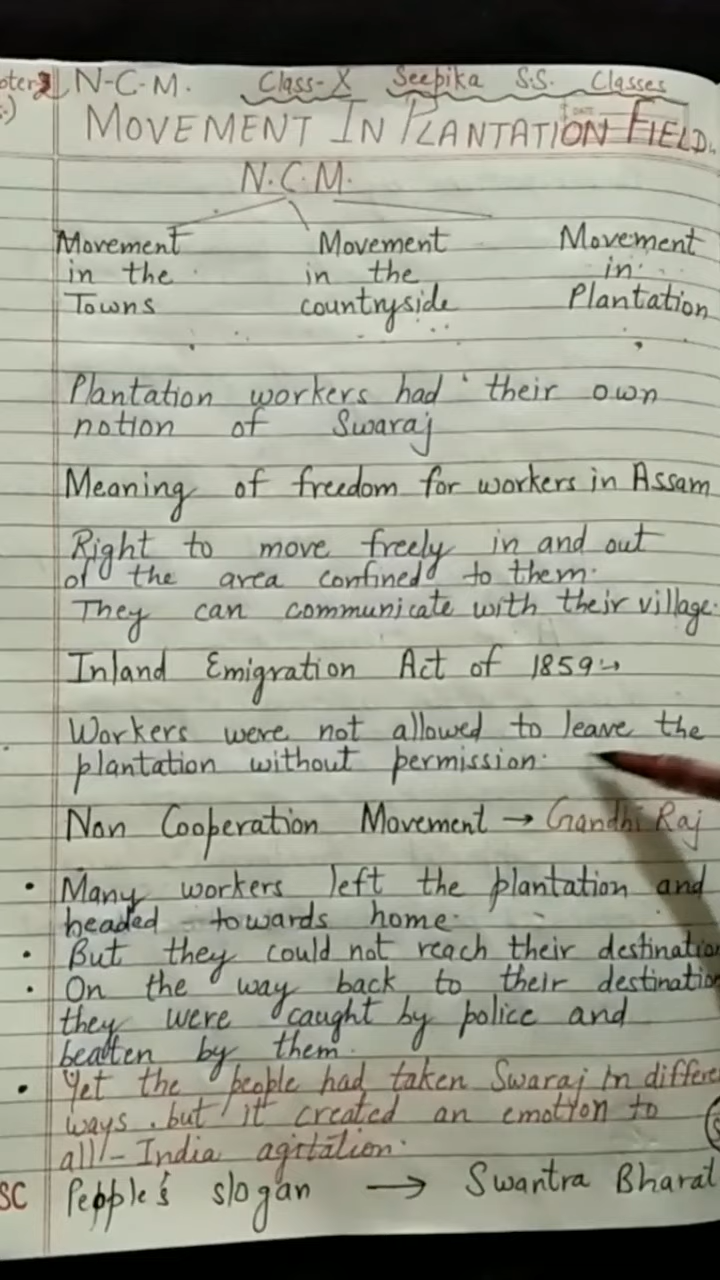 N-C-M. Class-X Seepika S.S. Classes
MOVEMENT IN PLANTATION FIELD
N.C.M.
Movement Movement Movement
in the in the in
Towns countryside Plantation
Plantation workers had their own
notion of Swaraj
Meaning of freedom for workers in Assam
Right to move freely in and out
of the area confined to them.
They can communicate with their village.
Inland Emigration Act of 1859→
Workers were not allowed to leave the
plantation without permission.
Non Cooperation Movement → Gandhi Raj
• Many workers left the plantation and
headed towards home.
• But they could not reach their destination
• On the way back to their destination
they were caught by police and
beatten by them.
• Yet the people had taken Swaraj in differe
ways. but it created an emotion to
all-India agitation.
SC People's slogan → Swantra Bharat